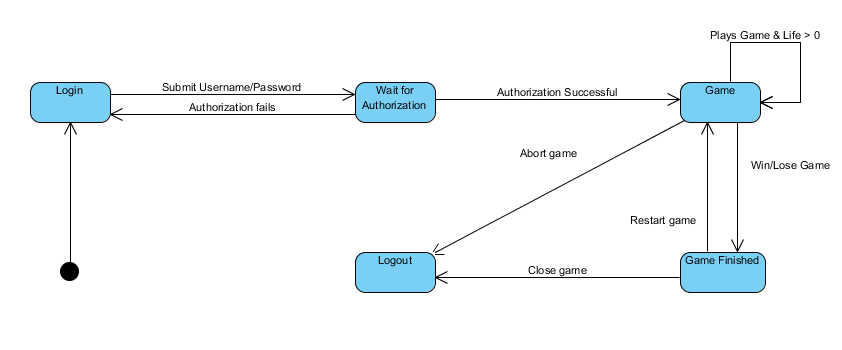 Plays Game & Life > 0
Login
Submit Username/Password
Wait for
Authorization
Authorization Successful
Game
Authorization fails
Abort game
Win/Lose Game
Restart game
Logout
Close game
Game Finished